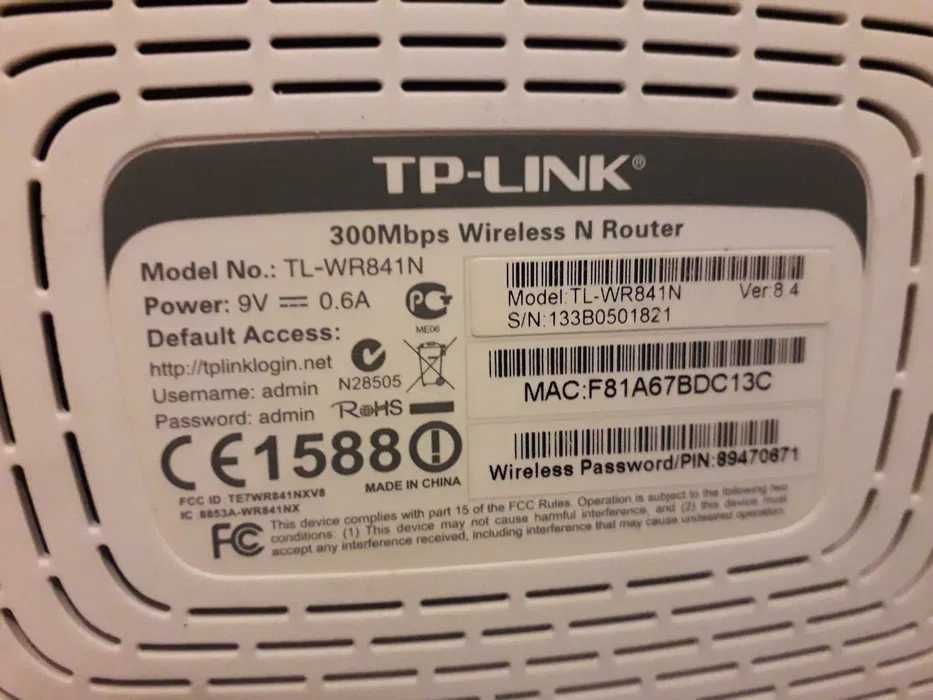 TP-LINK®
300Mbps Wireless N Router
Model No.: TL-WR841N
Power: 9V ⎓ 0.6A
Default Access:
http://tplinklogin.net
Username: admin
Password: admin
ME06
N28505
RoHS
CE1588
MADE IN CHINA
FCC ID TE7WR841NXV8
IC 8853A-WR841NX
Model:TL-WR841N Ver:8.4
S/N:133B0501821
MAC:F81A67BDC13C
Wireless Password/PIN:89470671
FC This device complies with part 15 of the FCC Rules. Operation is subject to the following two
conditions: (1) This device may not cause harmful interference, and (2) this device must
accept any interference received, including interference that may cause undesired operation.